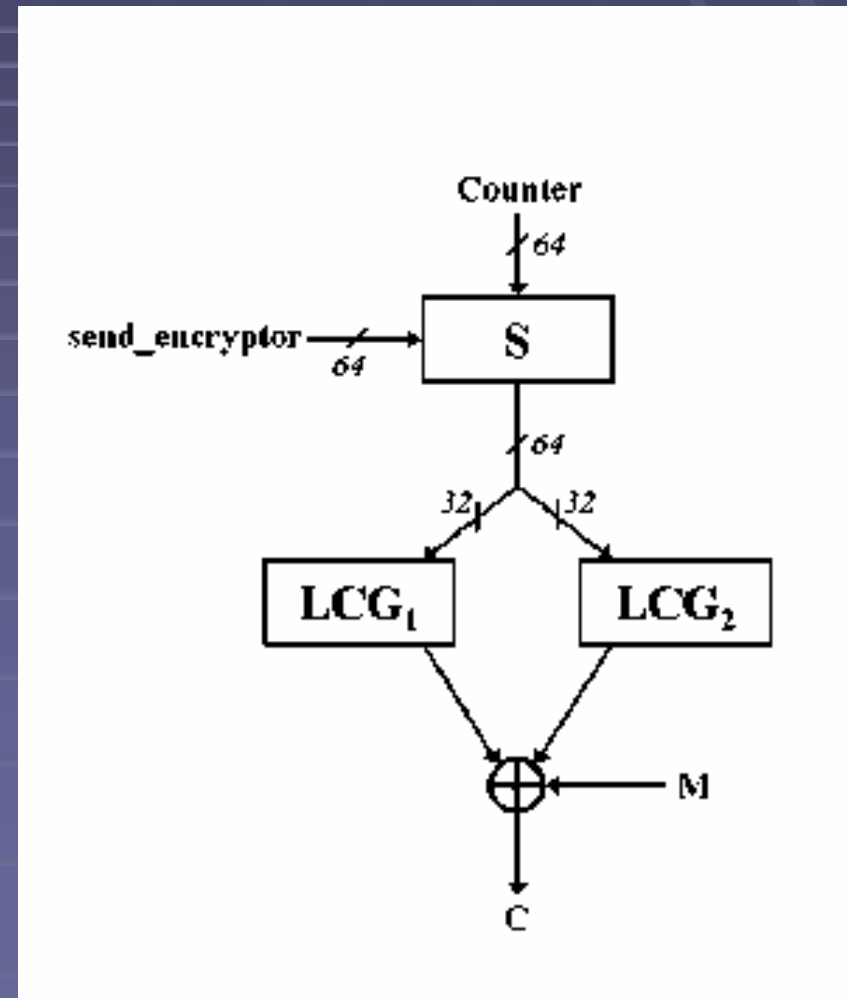 Counter
64
send_encryptor
64
S
64
32
32
LCG₁
LCG₂
M
C